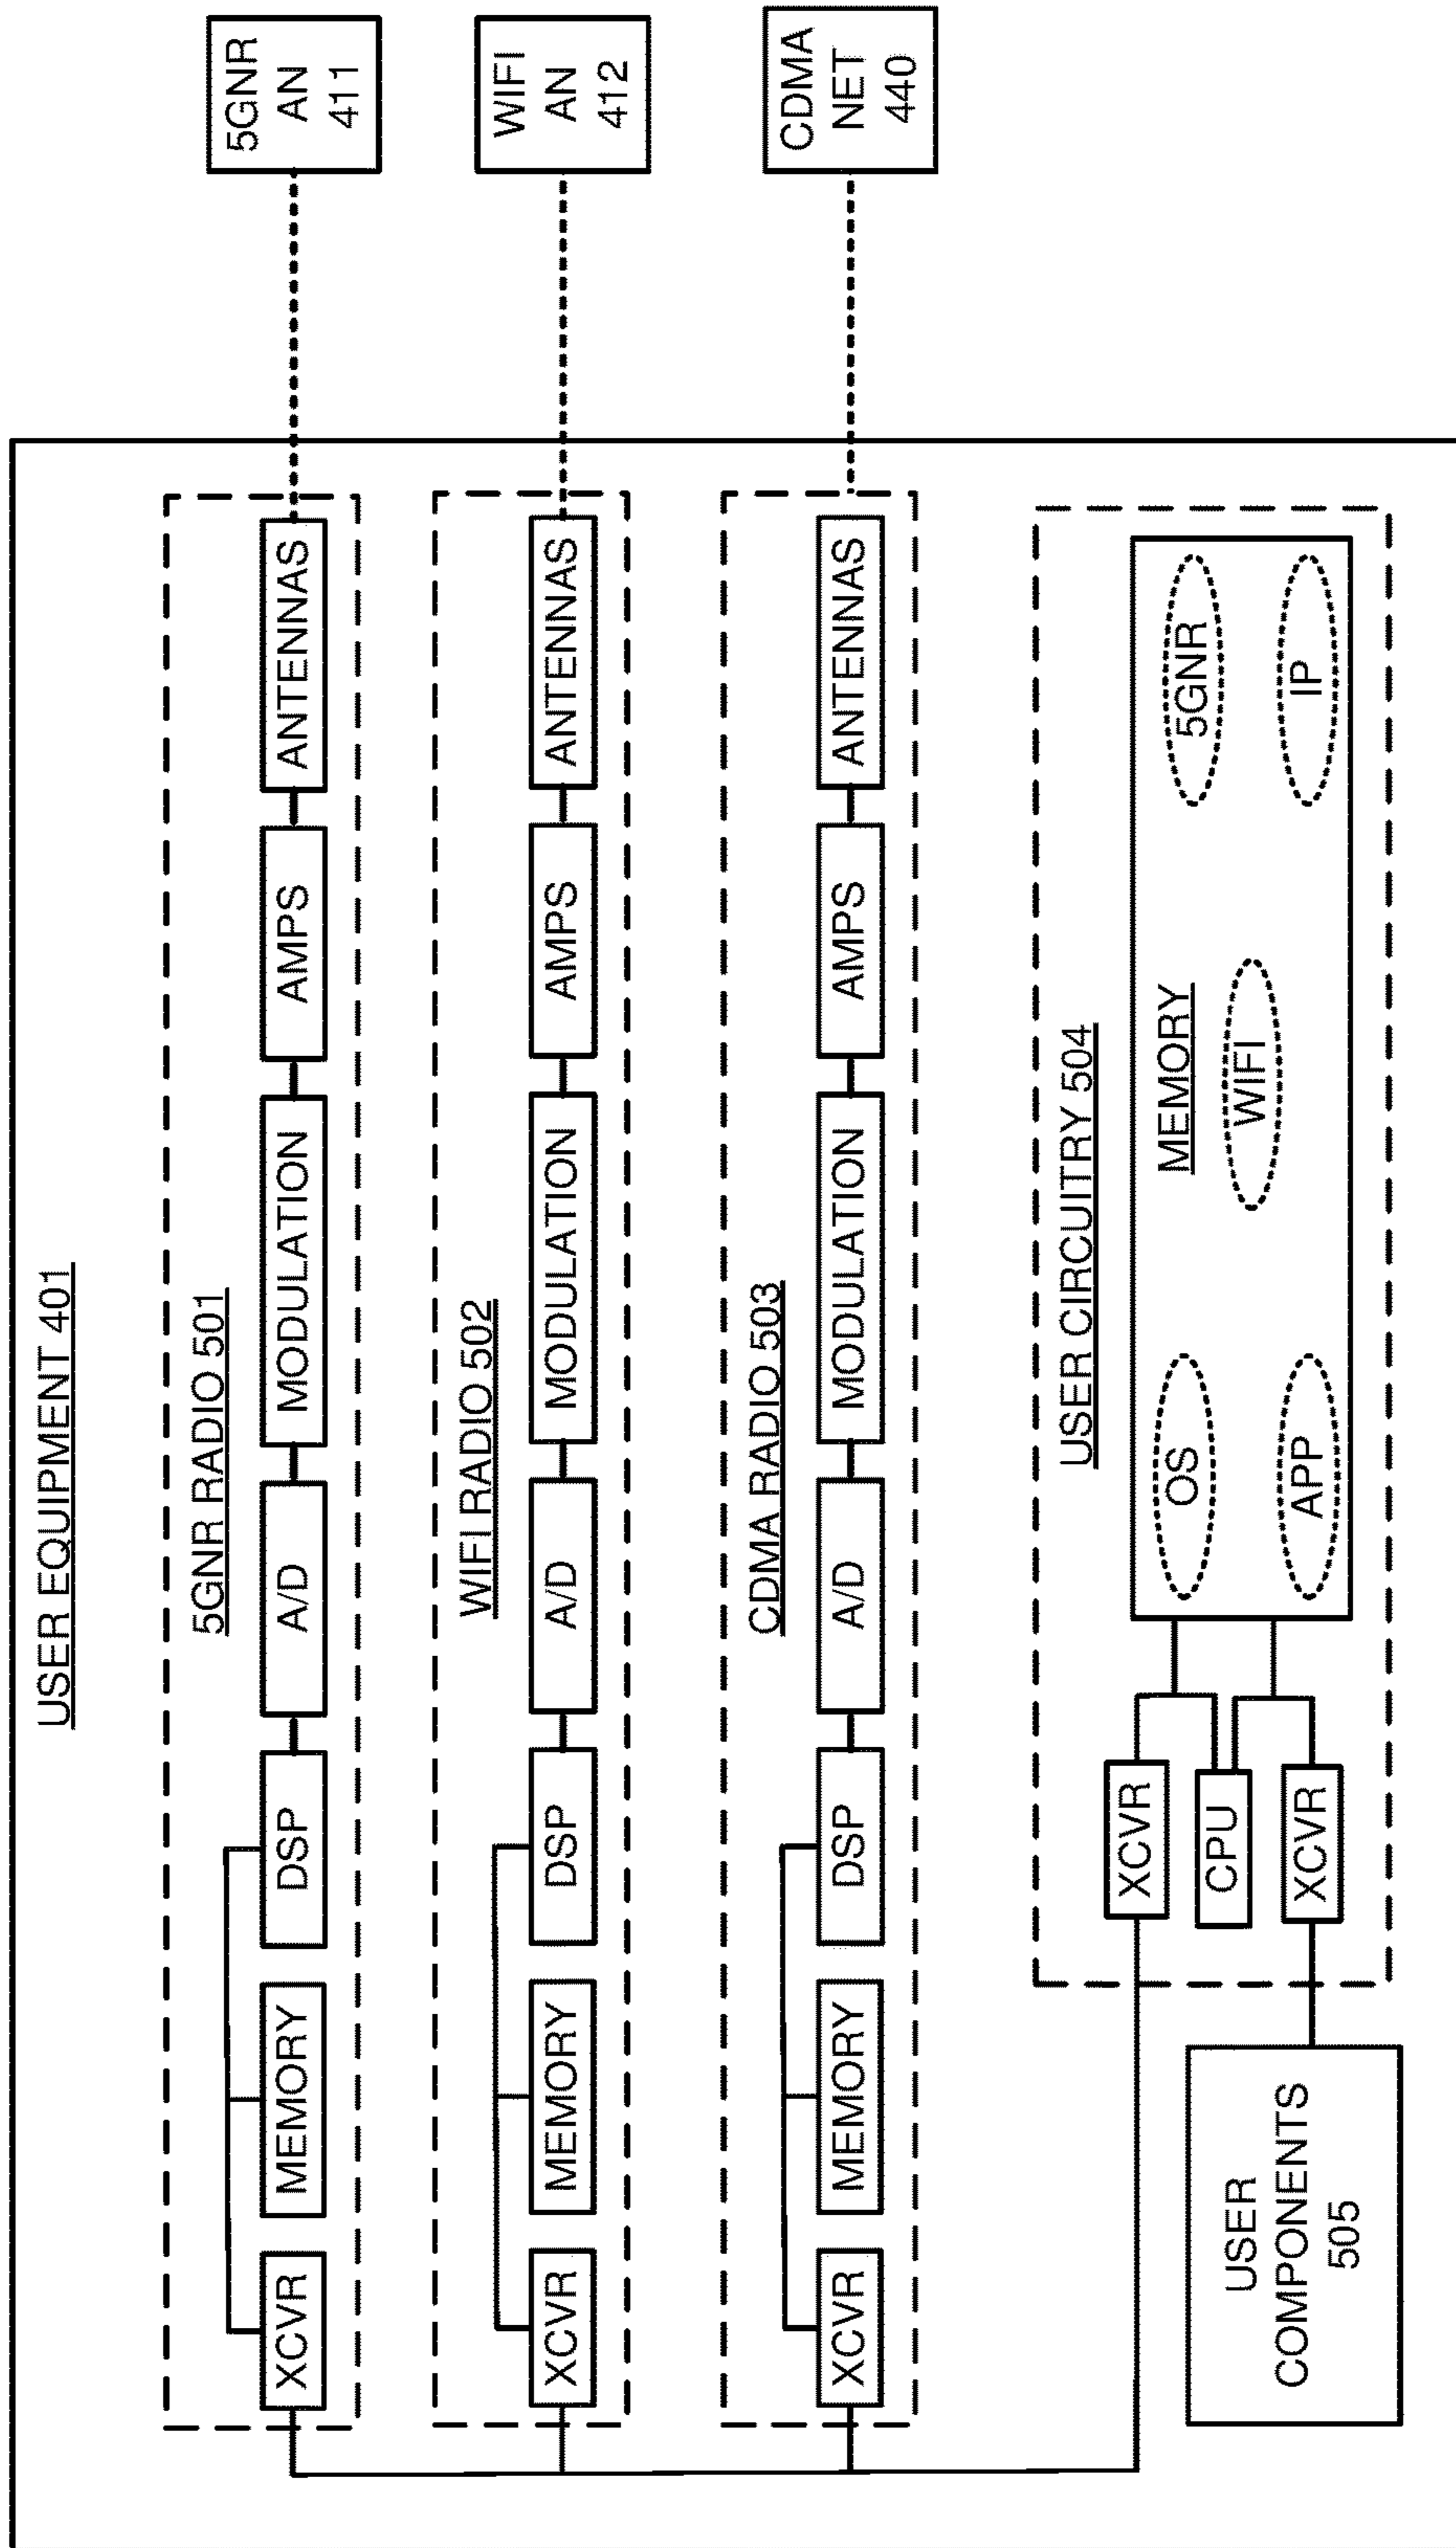 USER EQUIPMENT 401
5GNR RADIO 501
XCVR
MEMORY
DSP
A/D
MODULATION
AMPS
ANTENNAS
5GNR
AN
411
WIFI RADIO 502
XCVR
MEMORY
DSP
A/D
MODULATION
AMPS
ANTENNAS
WIFI
AN
412
CDMA RADIO 503
XCVR
MEMORY
DSP
A/D
MODULATION
AMPS
ANTENNAS
CDMA
NET
440
USER CIRCUITRY 504
XCVR
CPU
XCVR
MEMORY
OS
5GNR
WIFI
APP
IP
USER
COMPONENTS
505